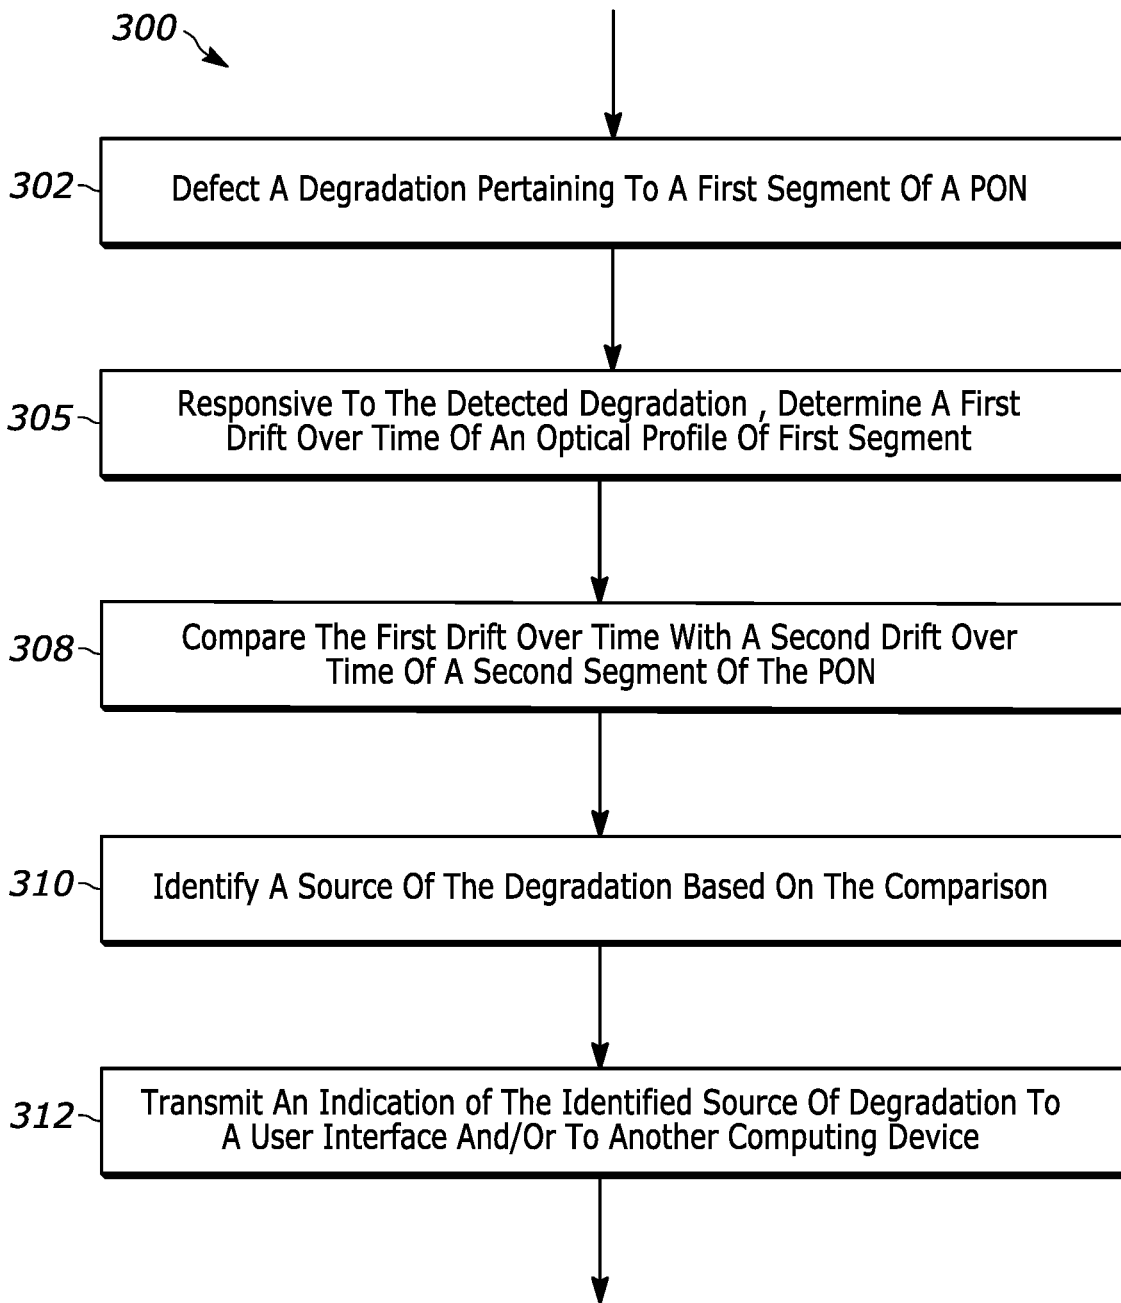 300
302
Defect A Degradation Pertaining To A First Segment Of A PON
305
Responsive To The Detected Degradation , Determine A First
Drift Over Time Of An Optical Profile Of First Segment
308
Compare The First Drift Over Time With A Second Drift Over
Time Of A Second Segment Of The PON
310
Identify A Source Of The Degradation Based On The Comparison
312
Transmit An Indication of The Identified Source Of Degradation To
A User Interface And/Or To Another Computing Device